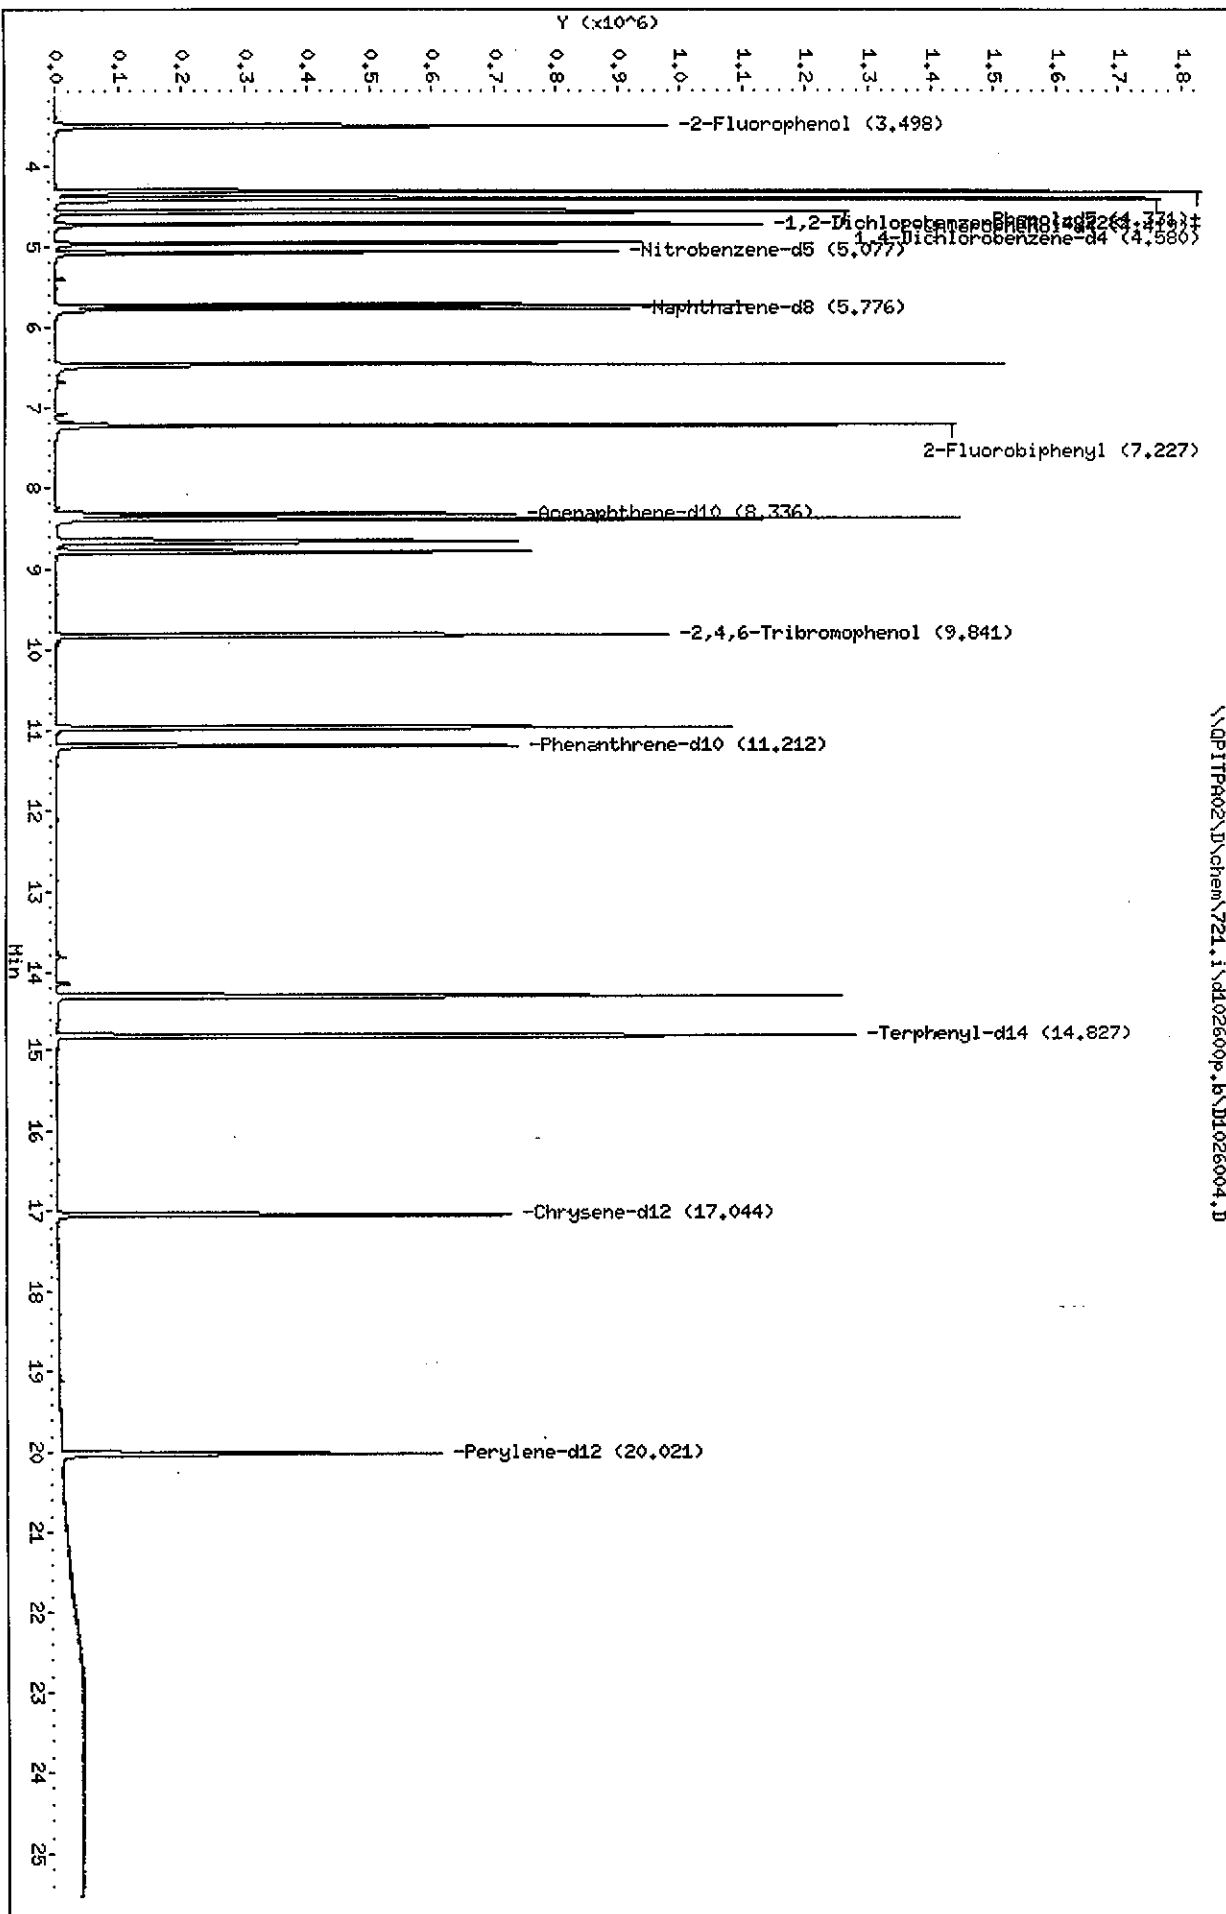 Y (x10^6)
0.0
0.1
0.2
0.3
0.4
0.5
0.6
0.7
0.8
0.9
1.0
1.1
1.2
1.3
1.4
1.5
1.6
1.7
1.8
-2-Fluorophenol (3.498)
Phenol-d5 (4.331)+
1,4-Dichlorobenzene-d4 (4.580)
-Nitrobenzene-d5 (5.077)
-Naphthalene-d8 (5.776)
2-Fluorobiphenyl (7.227)
-Acenaphthene-d10 (8.336)
-2,4,6-Tribromophenol (9.841)
-Phenanthrene-d10 (11.212)
-Terphenyl-d14 (14.827)
-Chrysene-d12 (17.044)
-Perylene-d12 (20.021)
4
5
6
7
8
9
10
11
12
13
14
15
16
17
18
19
20
21
22
23
24
25
Min
\\QPITPA02\D\chem\721.i\d102600p.b\D1026004.D